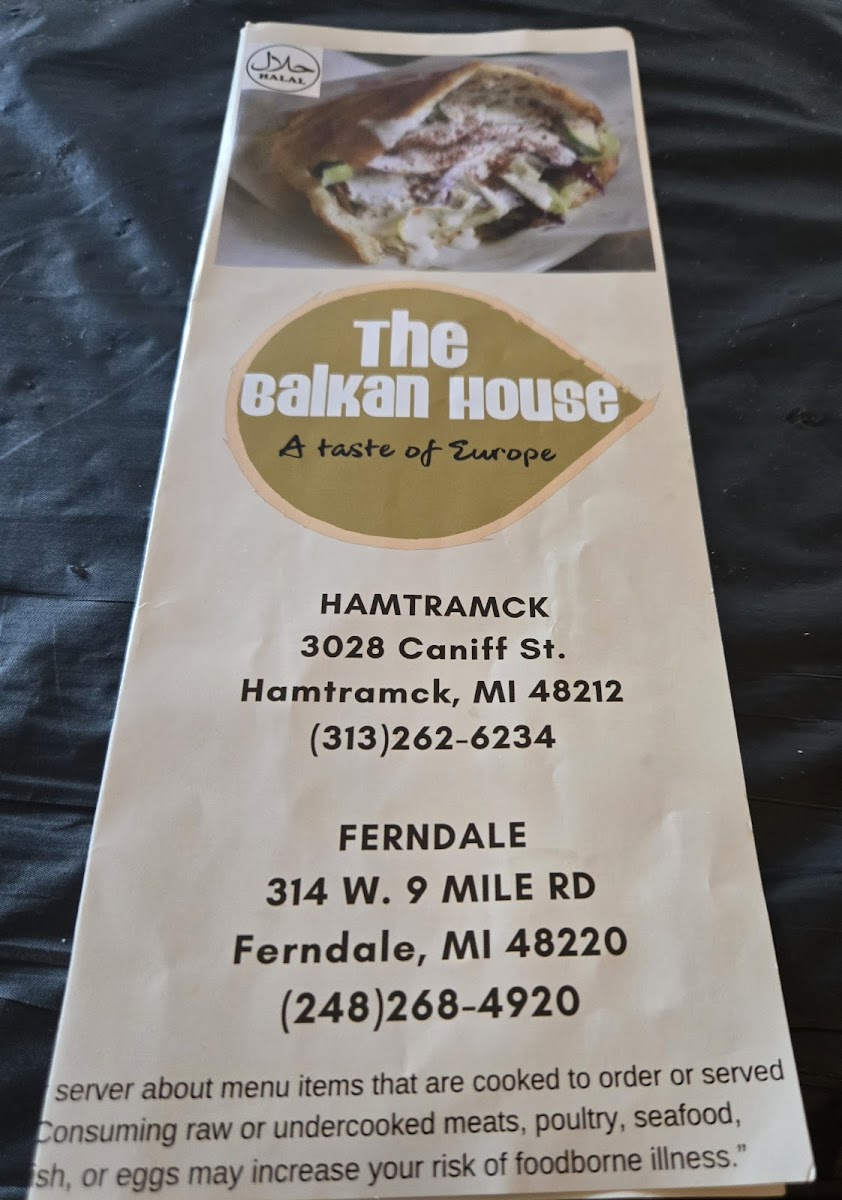 حلال
HALAL
The
Balkan House
A taste of Europe
HAMTRAMCK
3028 Caniff St.
Hamtramck, MI 48212
(313)262-6234
FERNDALE
314 W. 9 MILE RD
Ferndale, MI 48220
(248)268-4920
server about menu items that are cooked to order or served
Consuming raw or undercooked meats, poultry, seafood,
or eggs may increase your risk of foodborne illness.”